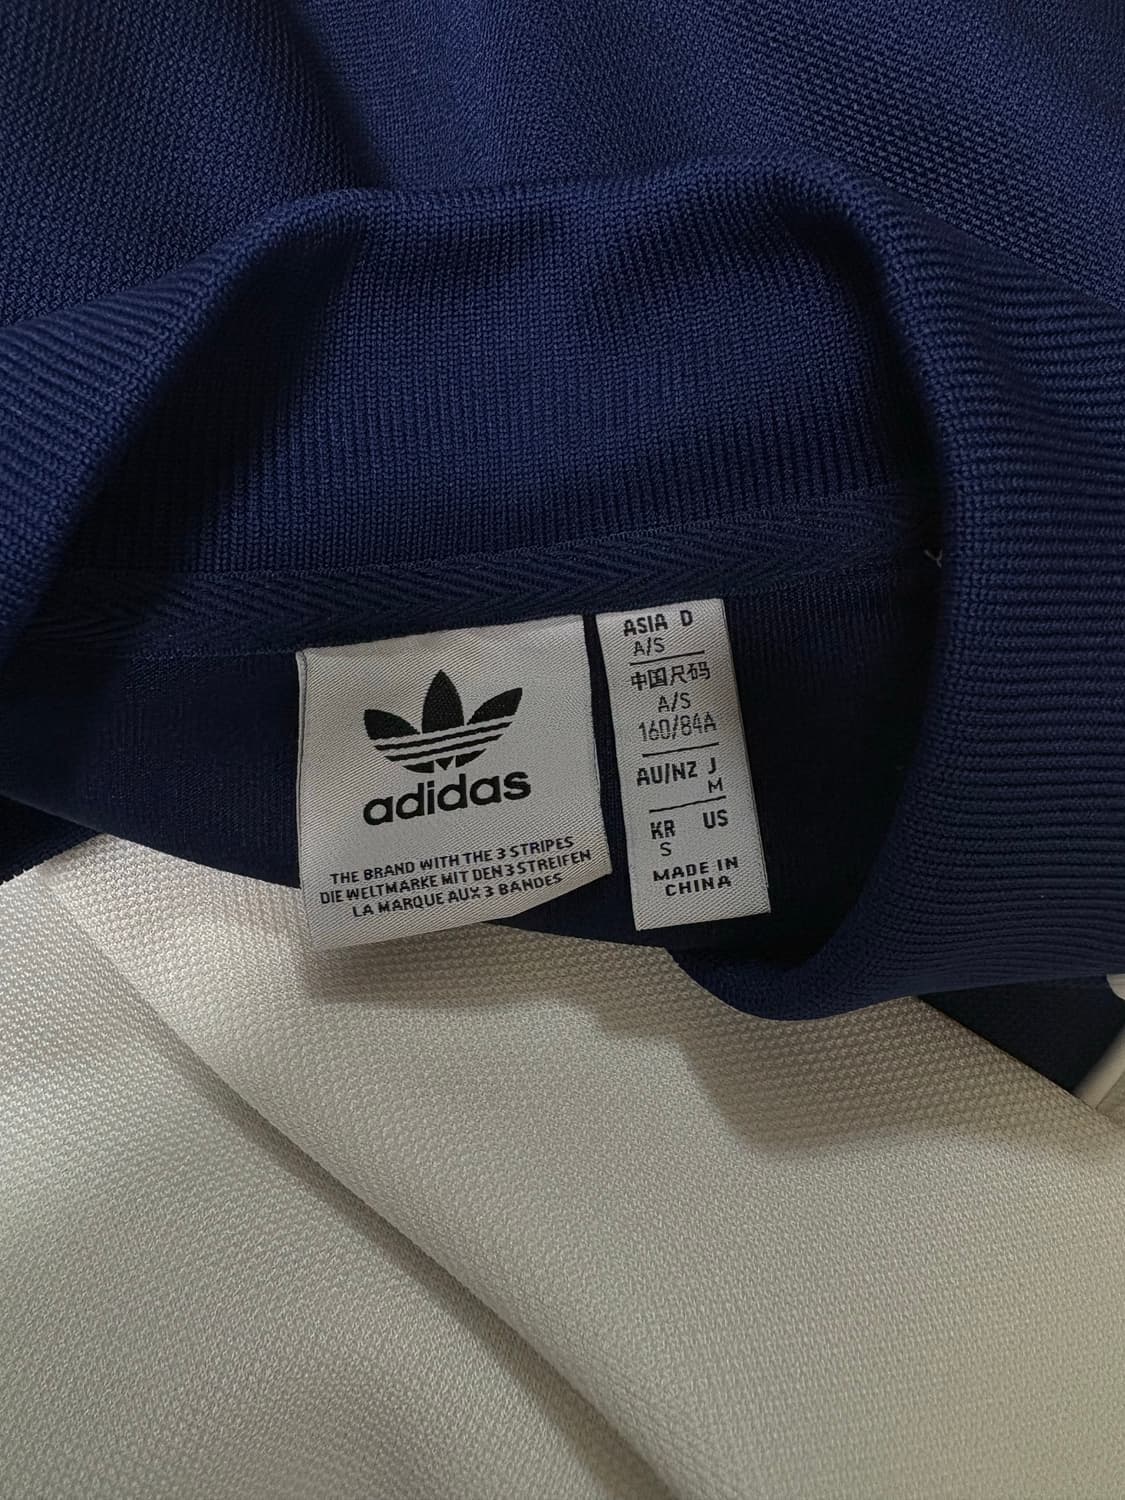 adidas
THE BRAND WITH THE 3 STRIPES
DIE WELTMARKE MIT DEN 3 STREIFEN
LA MARQUE AUX 3 BANDES
ASIA D
A/S
中国尺码
A/S
160/84A
AU/NZ J
M
KR US
S
MADE IN
CHINA